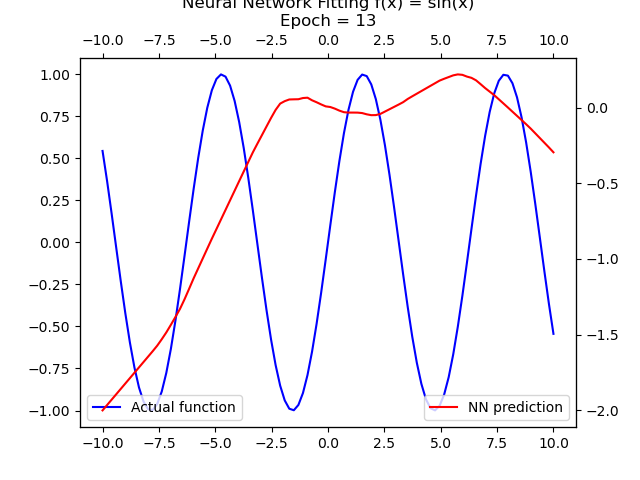 Neural Network Fitting f(x) = sin(x)
Epoch = 13
−10.0 −7.5 −5.0 −2.5 0.0 2.5 5.0 7.5 10.0
1.00
0.75
0.50
0.25
0.00
−0.25
−0.50
−0.75
−1.00
0.0
−0.5
−1.0
−1.5
−2.0
Actual function
NN prediction
−10.0 −7.5 −5.0 −2.5 0.0 2.5 5.0 7.5 10.0